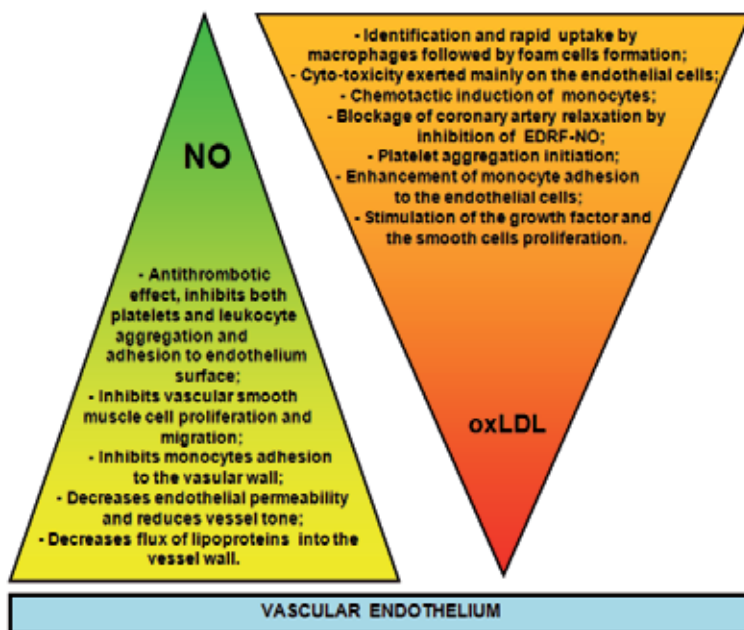 NO
- Antithrombotic
effect, inhibits both
platelets and leukocyte
aggregation and
adhesion to endothelium
surface;
- Inhibits vascular smooth
muscle cell proliferation and
migration;
- Inhibits monocytes adhesion
to the vasular wall;
- Decreases endothelial permeability
and reduces vessel tone;
- Decreases flux of lipoproteins into the
vessel wall.
- Identification and rapid uptake by
macrophages followed by foam cells formation;
- Cyto-toxicity exerted mainly on the endothelial cells;
- Chemotactic induction of monocytes;
- Blockage of coronary artery relaxation by
inhibition of EDRF-NO;
- Platelet aggregation initiation;
- Enhancement of monocyte adhesion
to the endothelial cells;
- Stimulation of the growth factor and
the smooth cells proliferation.
oxLDL
VASCULAR ENDOTHELIUM